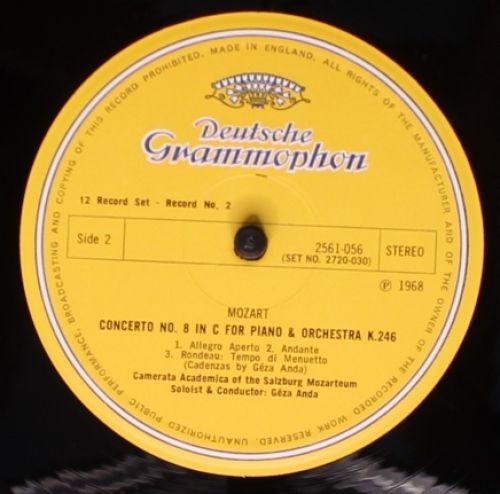 MADE IN ENGLAND. ALL RIGHTS OF THE MANUFACTURER AND OF THE OWNER OF THE RECORDED WORK RESERVED. UNAUTHORIZED PUBLIC PERFORMANCE, BROADCASTING AND COPYING OF THIS RECORD PROHIBITED.
Deutsche
Grammophon
12 Record Set - Record No. 2
Side 2
2561-056
(SET NO. 2720-030)
STEREO
℗ 1968
MOZART
CONCERTO NO. 8 IN C FOR PIANO & ORCHESTRA K.246
1. Allegro Aperto 2. Andante
3. Rondeau: Tempo di Menuetto
(Cadenzas by Géza Anda)
Camerata Academica of the Salzburg Mozarteum
Soloist & Conductor: Géza Anda